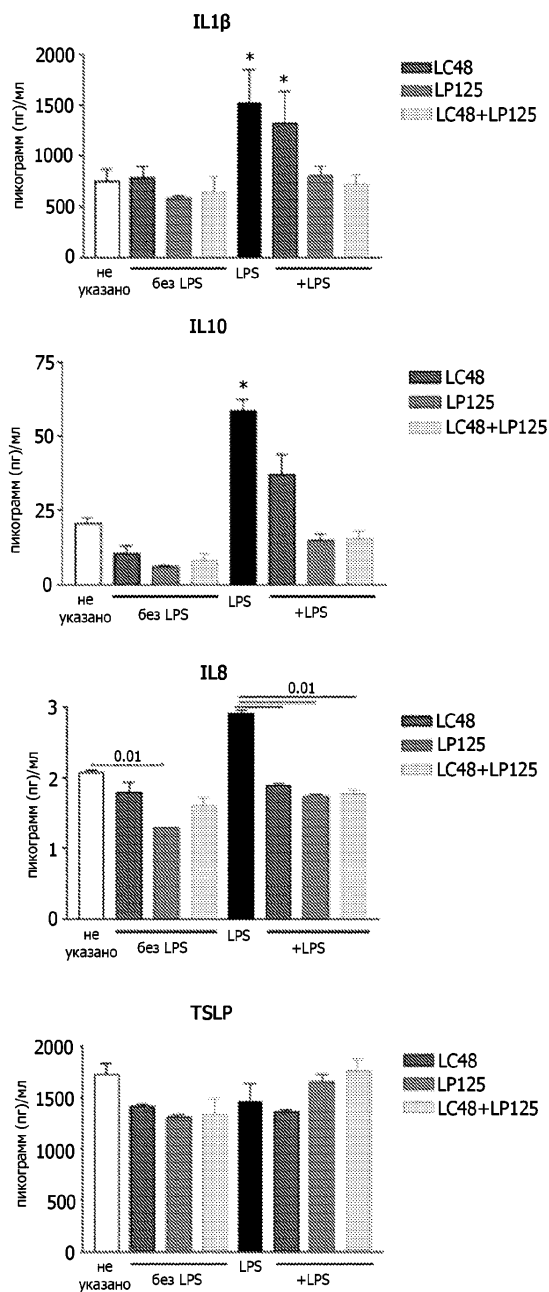 IL1β
пикограмм (пг)/мл
2000
1500
1000
500
0
* *
LC48
LP125
LC48+LP125
не указано
без LPS
LPS
+LPS
IL10
пикограмм (пг)/мл
75
50
25
0
*
LC48
LP125
LC48+LP125
не указано
без LPS
LPS
+LPS
IL8
пикограмм (пг)/мл
3
2
1
0
0.01
0.01
LC48
LP125
LC48+LP125
не указано
без LPS
LPS
+LPS
TSLP
пикограмм (пг)/мл
2000
1500
1000
500
0
LC48
LP125
LC48+LP125
не указано
без LPS
LPS
+LPS